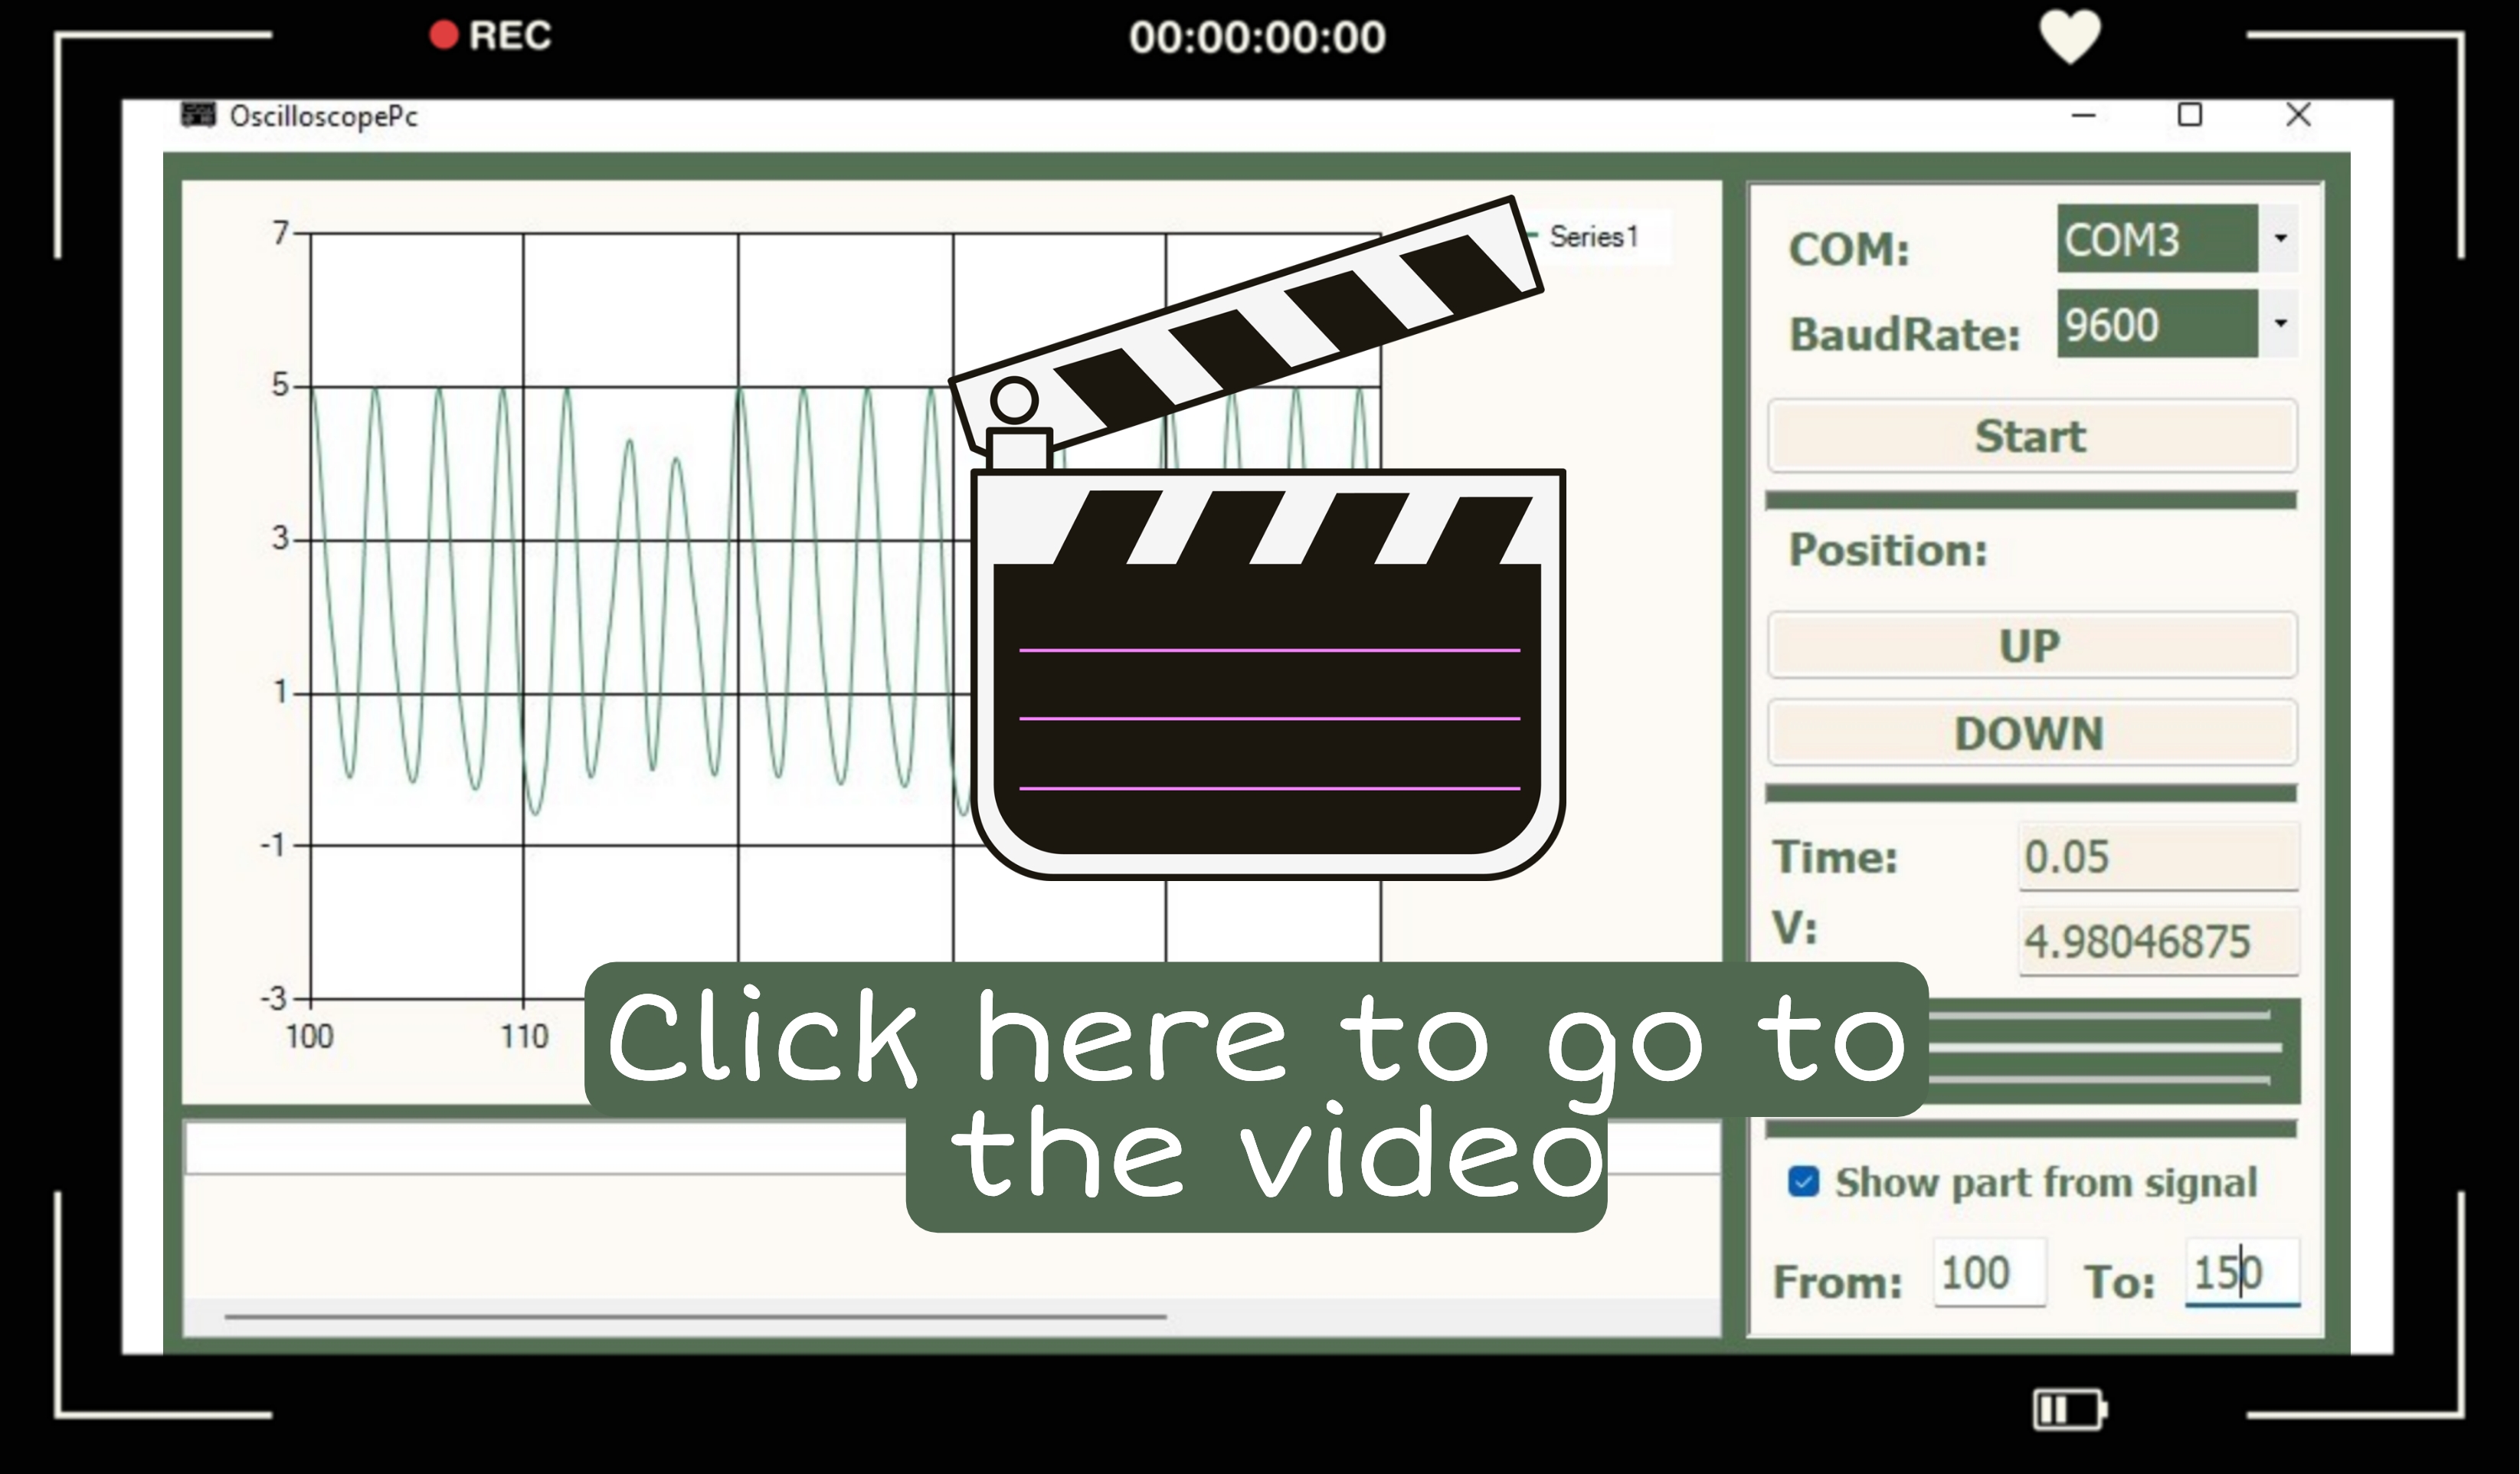 REC
00:00:00:00
OscilloscopePc
7
5
3
1
-1
-3
100
110
Series1
COM:
COM3
BaudRate:
9600
Start
Position:
UP
DOWN
Time:
0.05
V:
4.98046875
Click here to go to
the video
Show part from signal
From:
100
To:
150